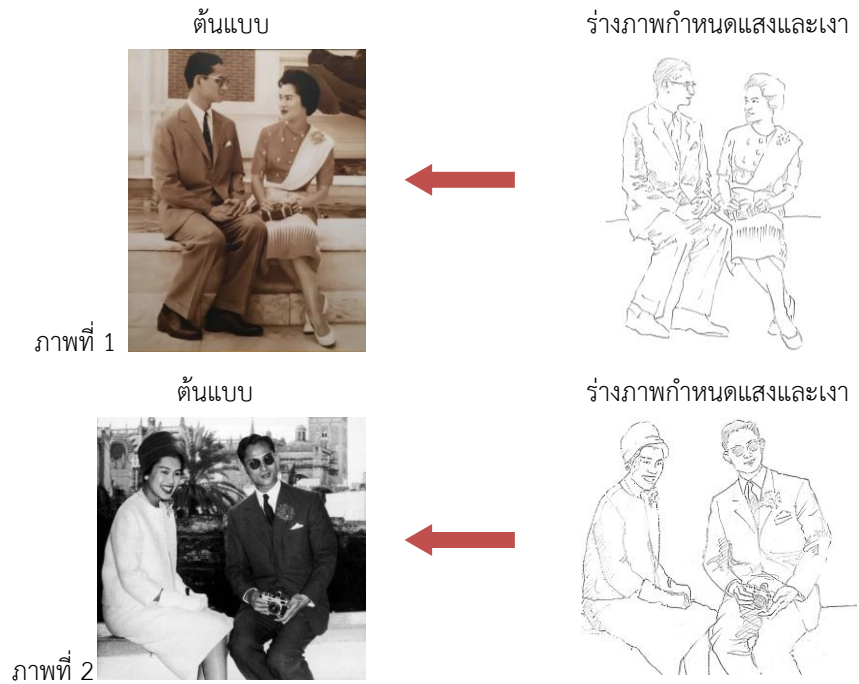 ต้นแบบ
ร่างภาพกำหนดแสงและเงา
ภาพที่ 1
ต้นแบบ
ร่างภาพกำหนดแสงและเงา
ภาพที่ 2